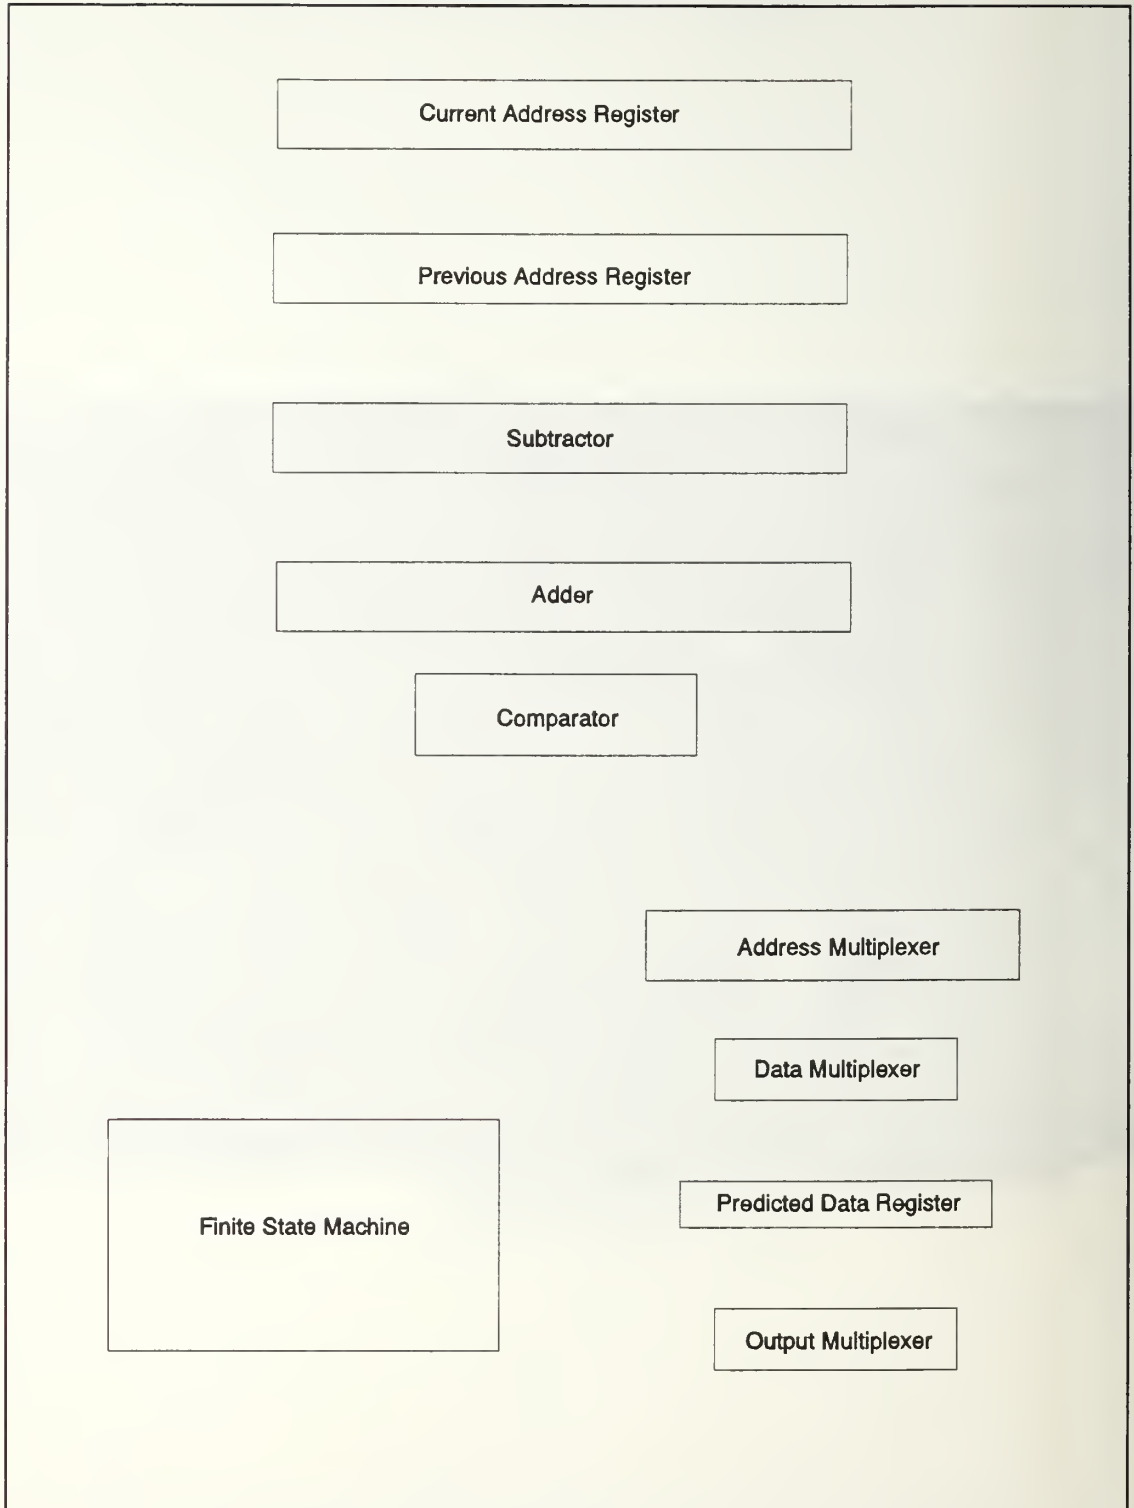 Current Address Register
Previous Address Register
Subtractor
Adder
Comparator
Address Multiplexer
Data Multiplexer
Finite State Machine
Predicted Data Register
Output Multiplexer